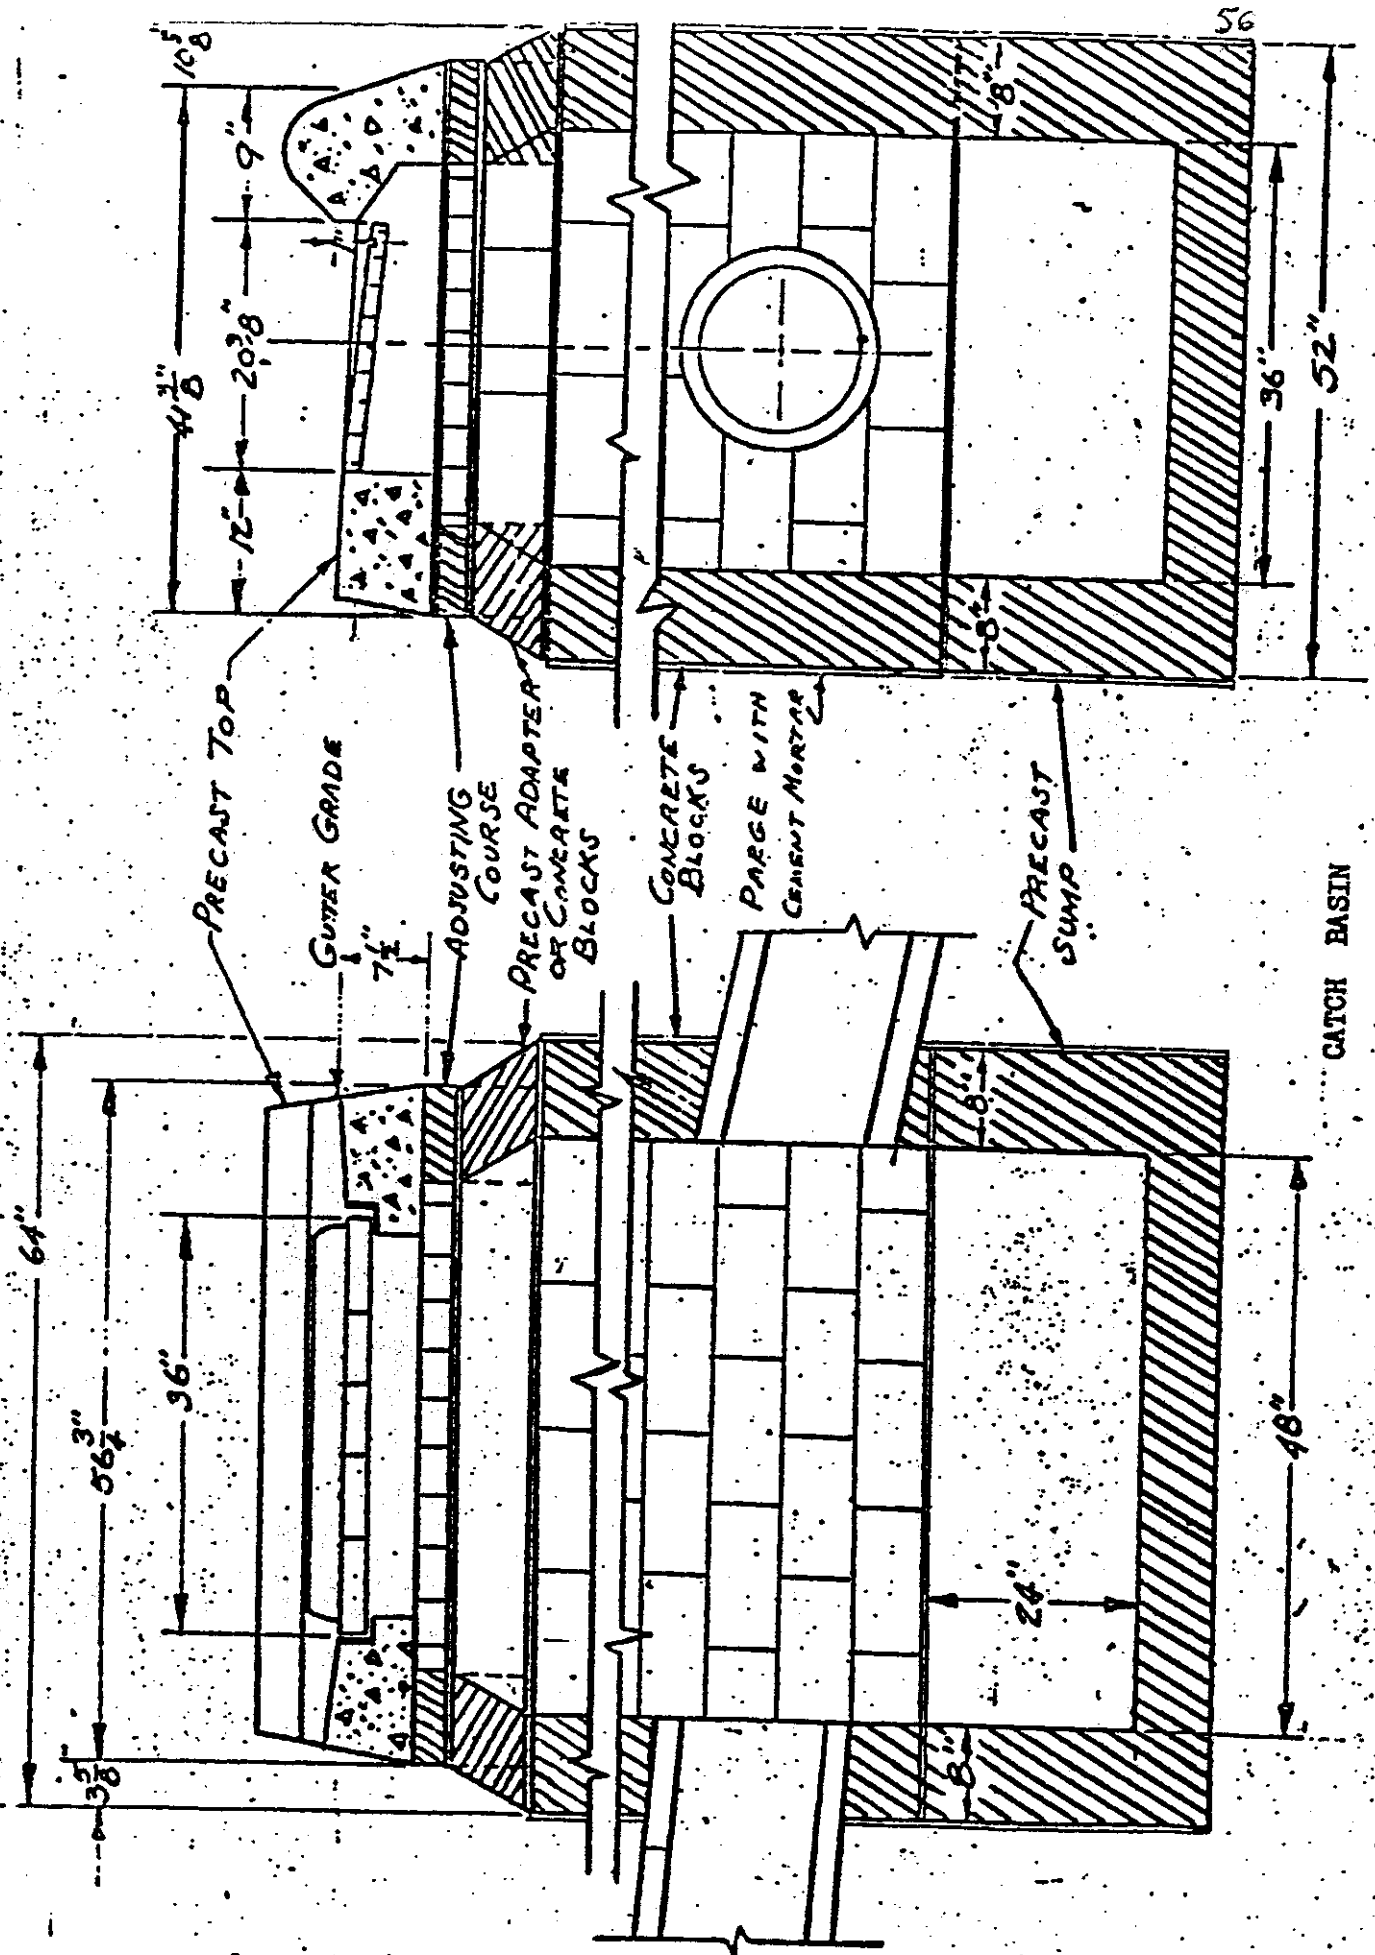 56
64"
56 3/4"
3 5/8"
36"
41 3/8"
10 5/8"
12"
20 3/8"
9"
PRECAST TOP
GUTTER GRADE
7 1/2"
ADJUSTING
COURSE
PRECAST ADAPTER
OR CONCRETE
BLOCKS
CONCRETE
BLOCKS
PARGE WITH
CEMENT MORTAR
PRECAST
SUMP
8"
8"
8"
8"
24"
48"
36"
52"
CATCH BASIN